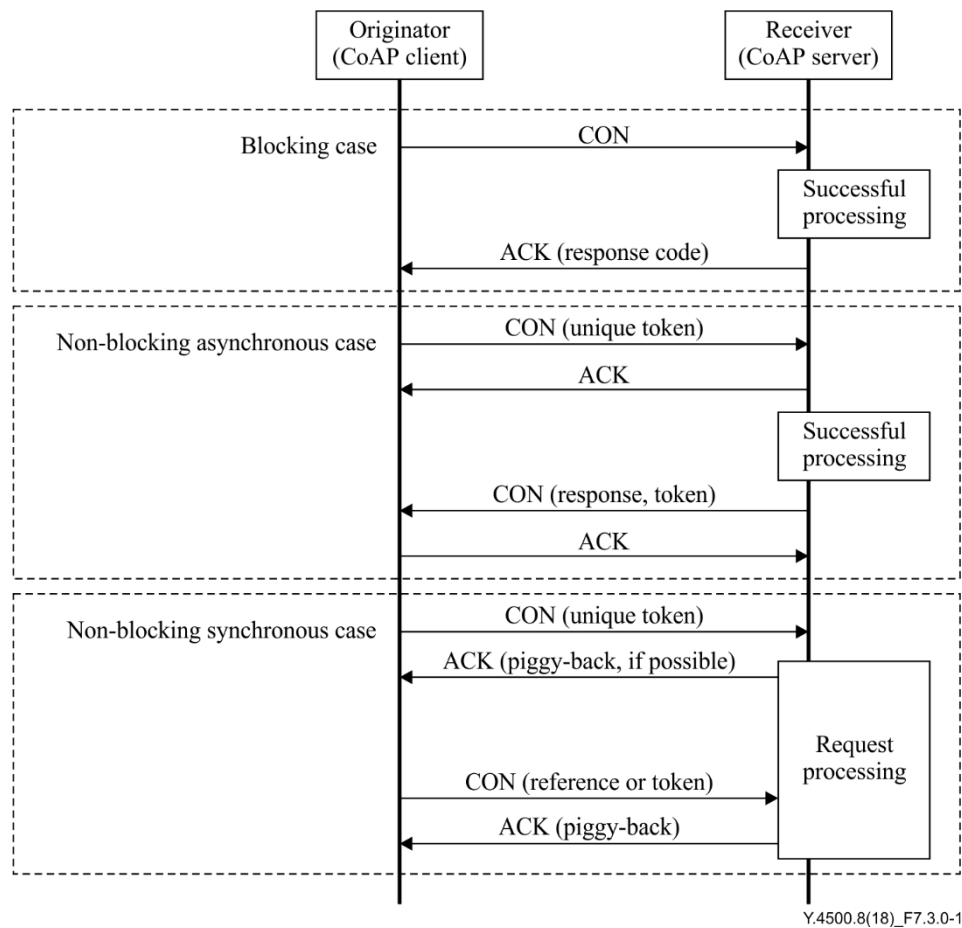 Originator
(CoAP client)
Receiver
(CoAP server)
Blocking case
CON
Successful
processing
ACK (response code)
Non-blocking asynchronous case
CON (unique token)
ACK
Successful
processing
CON (response, token)
ACK
Non-blocking synchronous case
CON (unique token)
ACK (piggy-back, if possible)
Request
processing
CON (reference or token)
ACK (piggy-back)
Y.4500.8(18)_F7.3.0-1